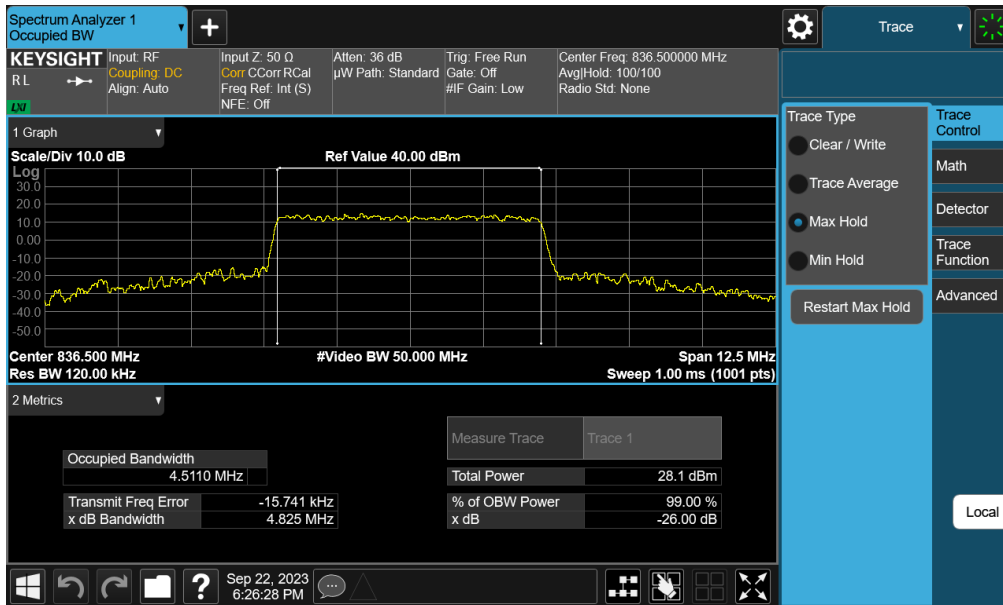 Spectrum Analyzer 1
Occupied BW
+
Trace
KEYSIGHT
R L
LXI
Input: RF
Coupling: DC
Align: Auto
Input Z: 50 Ω
Corr CCorr RCal
Freq Ref: Int (S)
NFE: Off
Atten: 36 dB
µW Path: Standard
Trig: Free Run
Gate: Off
#IF Gain: Low
Center Freq: 836.500000 MHz
Avg|Hold: 100/100
Radio Std: None
1 Graph
Scale/Div 10.0 dB
Ref Value 40.00 dBm
Log
30.0
20.0
10.0
0.00
-10.0
-20.0
-30.0
-40.0
-50.0
Center 836.500 MHz
#Video BW 50.000 MHz
Span 12.5 MHz
Res BW 120.00 kHz
Sweep 1.00 ms (1001 pts)
2 Metrics
Measure Trace
Trace 1
Occupied Bandwidth
4.5110 MHz
Total Power
28.1 dBm
Transmit Freq Error
-15.741 kHz
% of OBW Power
99.00 %
x dB Bandwidth
4.825 MHz
x dB
-26.00 dB
Trace Type
Clear / Write
Trace Average
Max Hold
Min Hold
Restart Max Hold
Trace
Control
Math
Detector
Trace
Function
Advanced
Local
?
Sep 22, 2023
6:26:28 PM